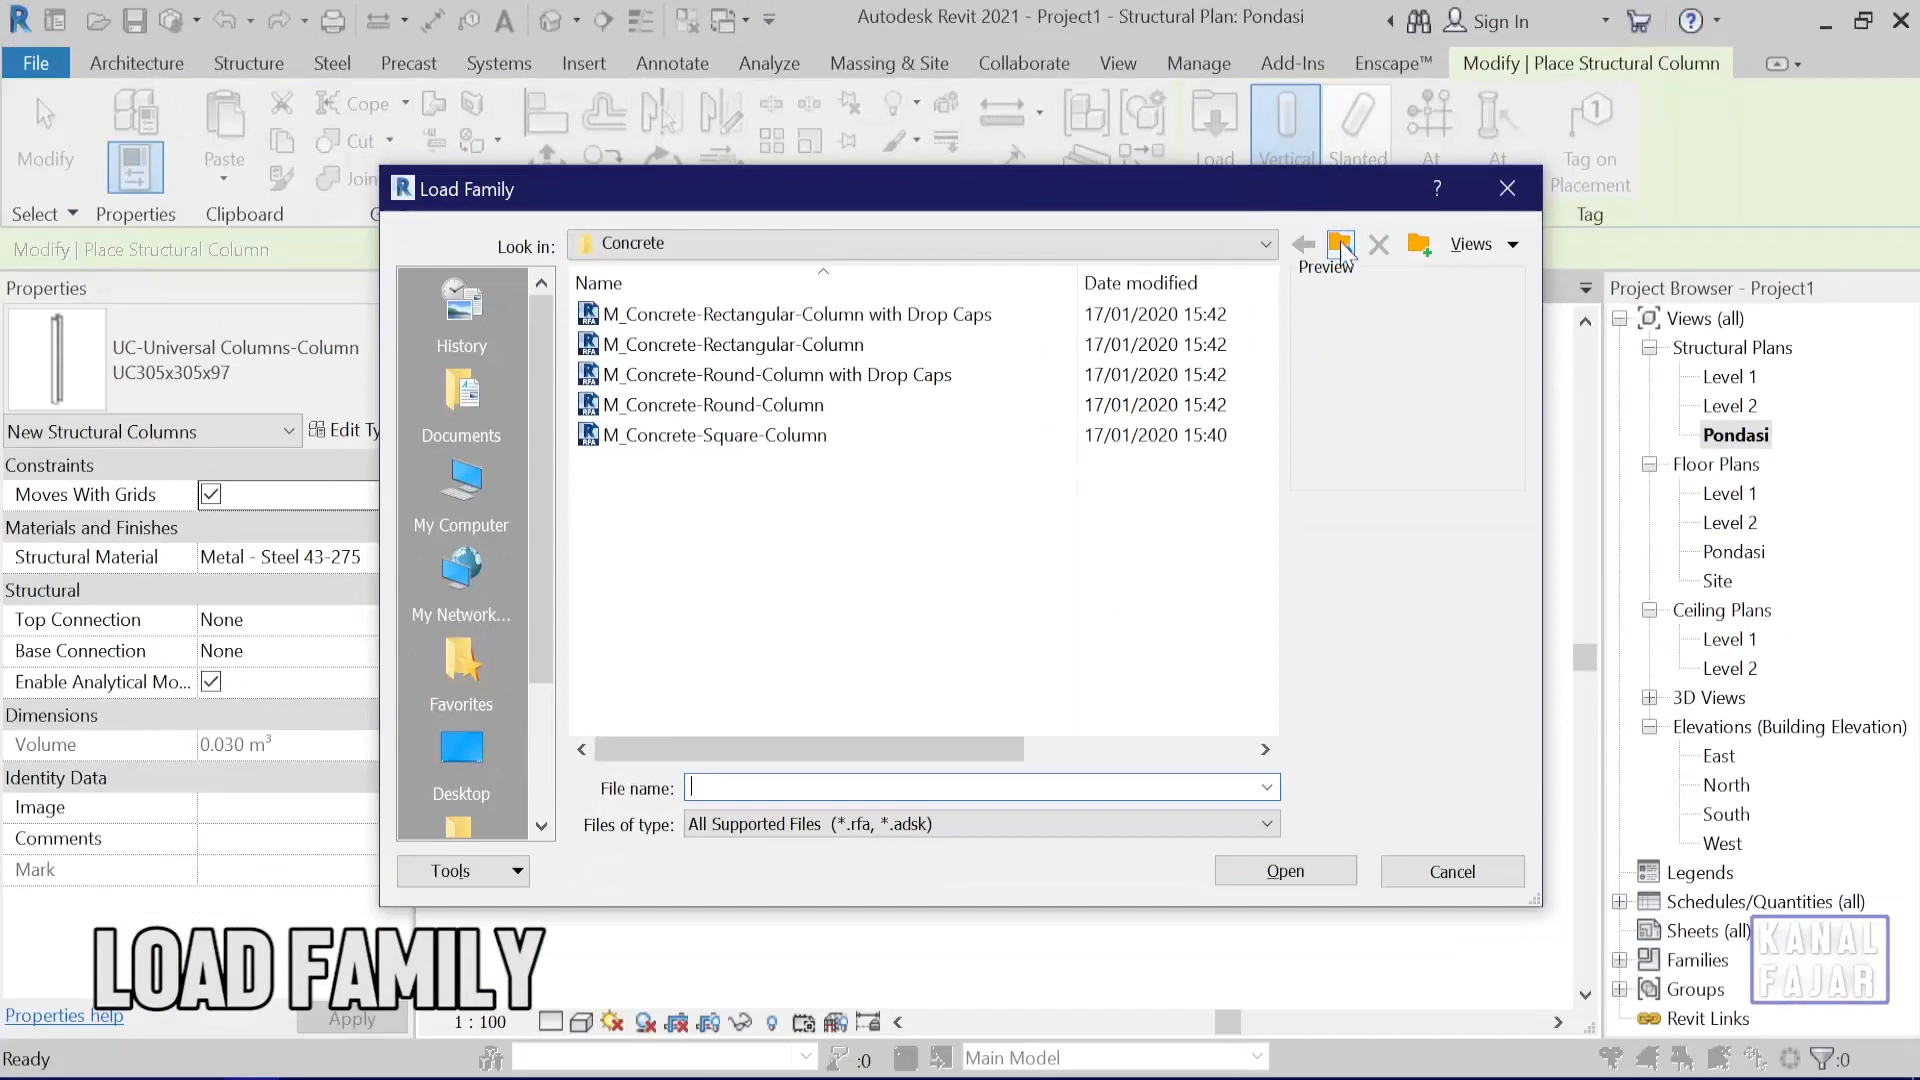 Autodesk Revit 2021 - Project1 - Structural Plan: Pondasi
Sign In
File Architecture Structure Steel Precast Systems Insert Annotate Analyze Massing & Site Collaborate View Manage Add-Ins Enscape™ Modify | Place Structural Column
Modify
Paste
Cope
Cut
Join
Load
Vertical
Slanted
At
At
Tag on
Placement
Select Properties Clipboard
Tag
Modify | Place Structural Column
Properties
UC-Universal Columns-Column
UC305x305x97
New Structural Columns
Edit Ty
Constraints
Moves With Grids
Materials and Finishes
Structural Material Metal - Steel 43-275
Structural
Top Connection None
Base Connection None
Enable Analytical Mo...
Dimensions
Volume 0.030 m³
Identity Data
Image
Comments
Mark
Properties help
Apply
Load Family
?
Look in: Concrete
Views
Preview
History
Documents
My Computer
My Network...
Favorites
Desktop
Name Date modified
M_Concrete-Rectangular-Column with Drop Caps 17/01/2020 15:42
M_Concrete-Rectangular-Column 17/01/2020 15:42
M_Concrete-Round-Column with Drop Caps 17/01/2020 15:42
M_Concrete-Round-Column 17/01/2020 15:42
M_Concrete-Square-Column 17/01/2020 15:40
File name:
Files of type: All Supported Files (*.rfa, *.adsk)
Tools
Open
Cancel
Project Browser - Project1
Views (all)
Structural Plans
Level 1
Level 2
Pondasi
Floor Plans
Level 1
Level 2
Pondasi
Site
Ceiling Plans
Level 1
Level 2
3D Views
Elevations (Building Elevation)
East
North
South
West
Legends
Schedules/Quantities (all)
Sheets (all)
Families
Groups
Revit Links
KANAL
FAJAR
LOAD FAMILY
1 : 100
Ready
:0
Main Model
:0